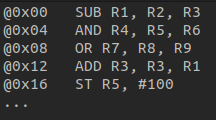 @0x00 SUB R1, R2, R3
@0x04 AND R4, R5, R6
@0x08 OR R7, R8, R9
@0x12 ADD R3, R3, R1
@0x16 ST R5, #100
...